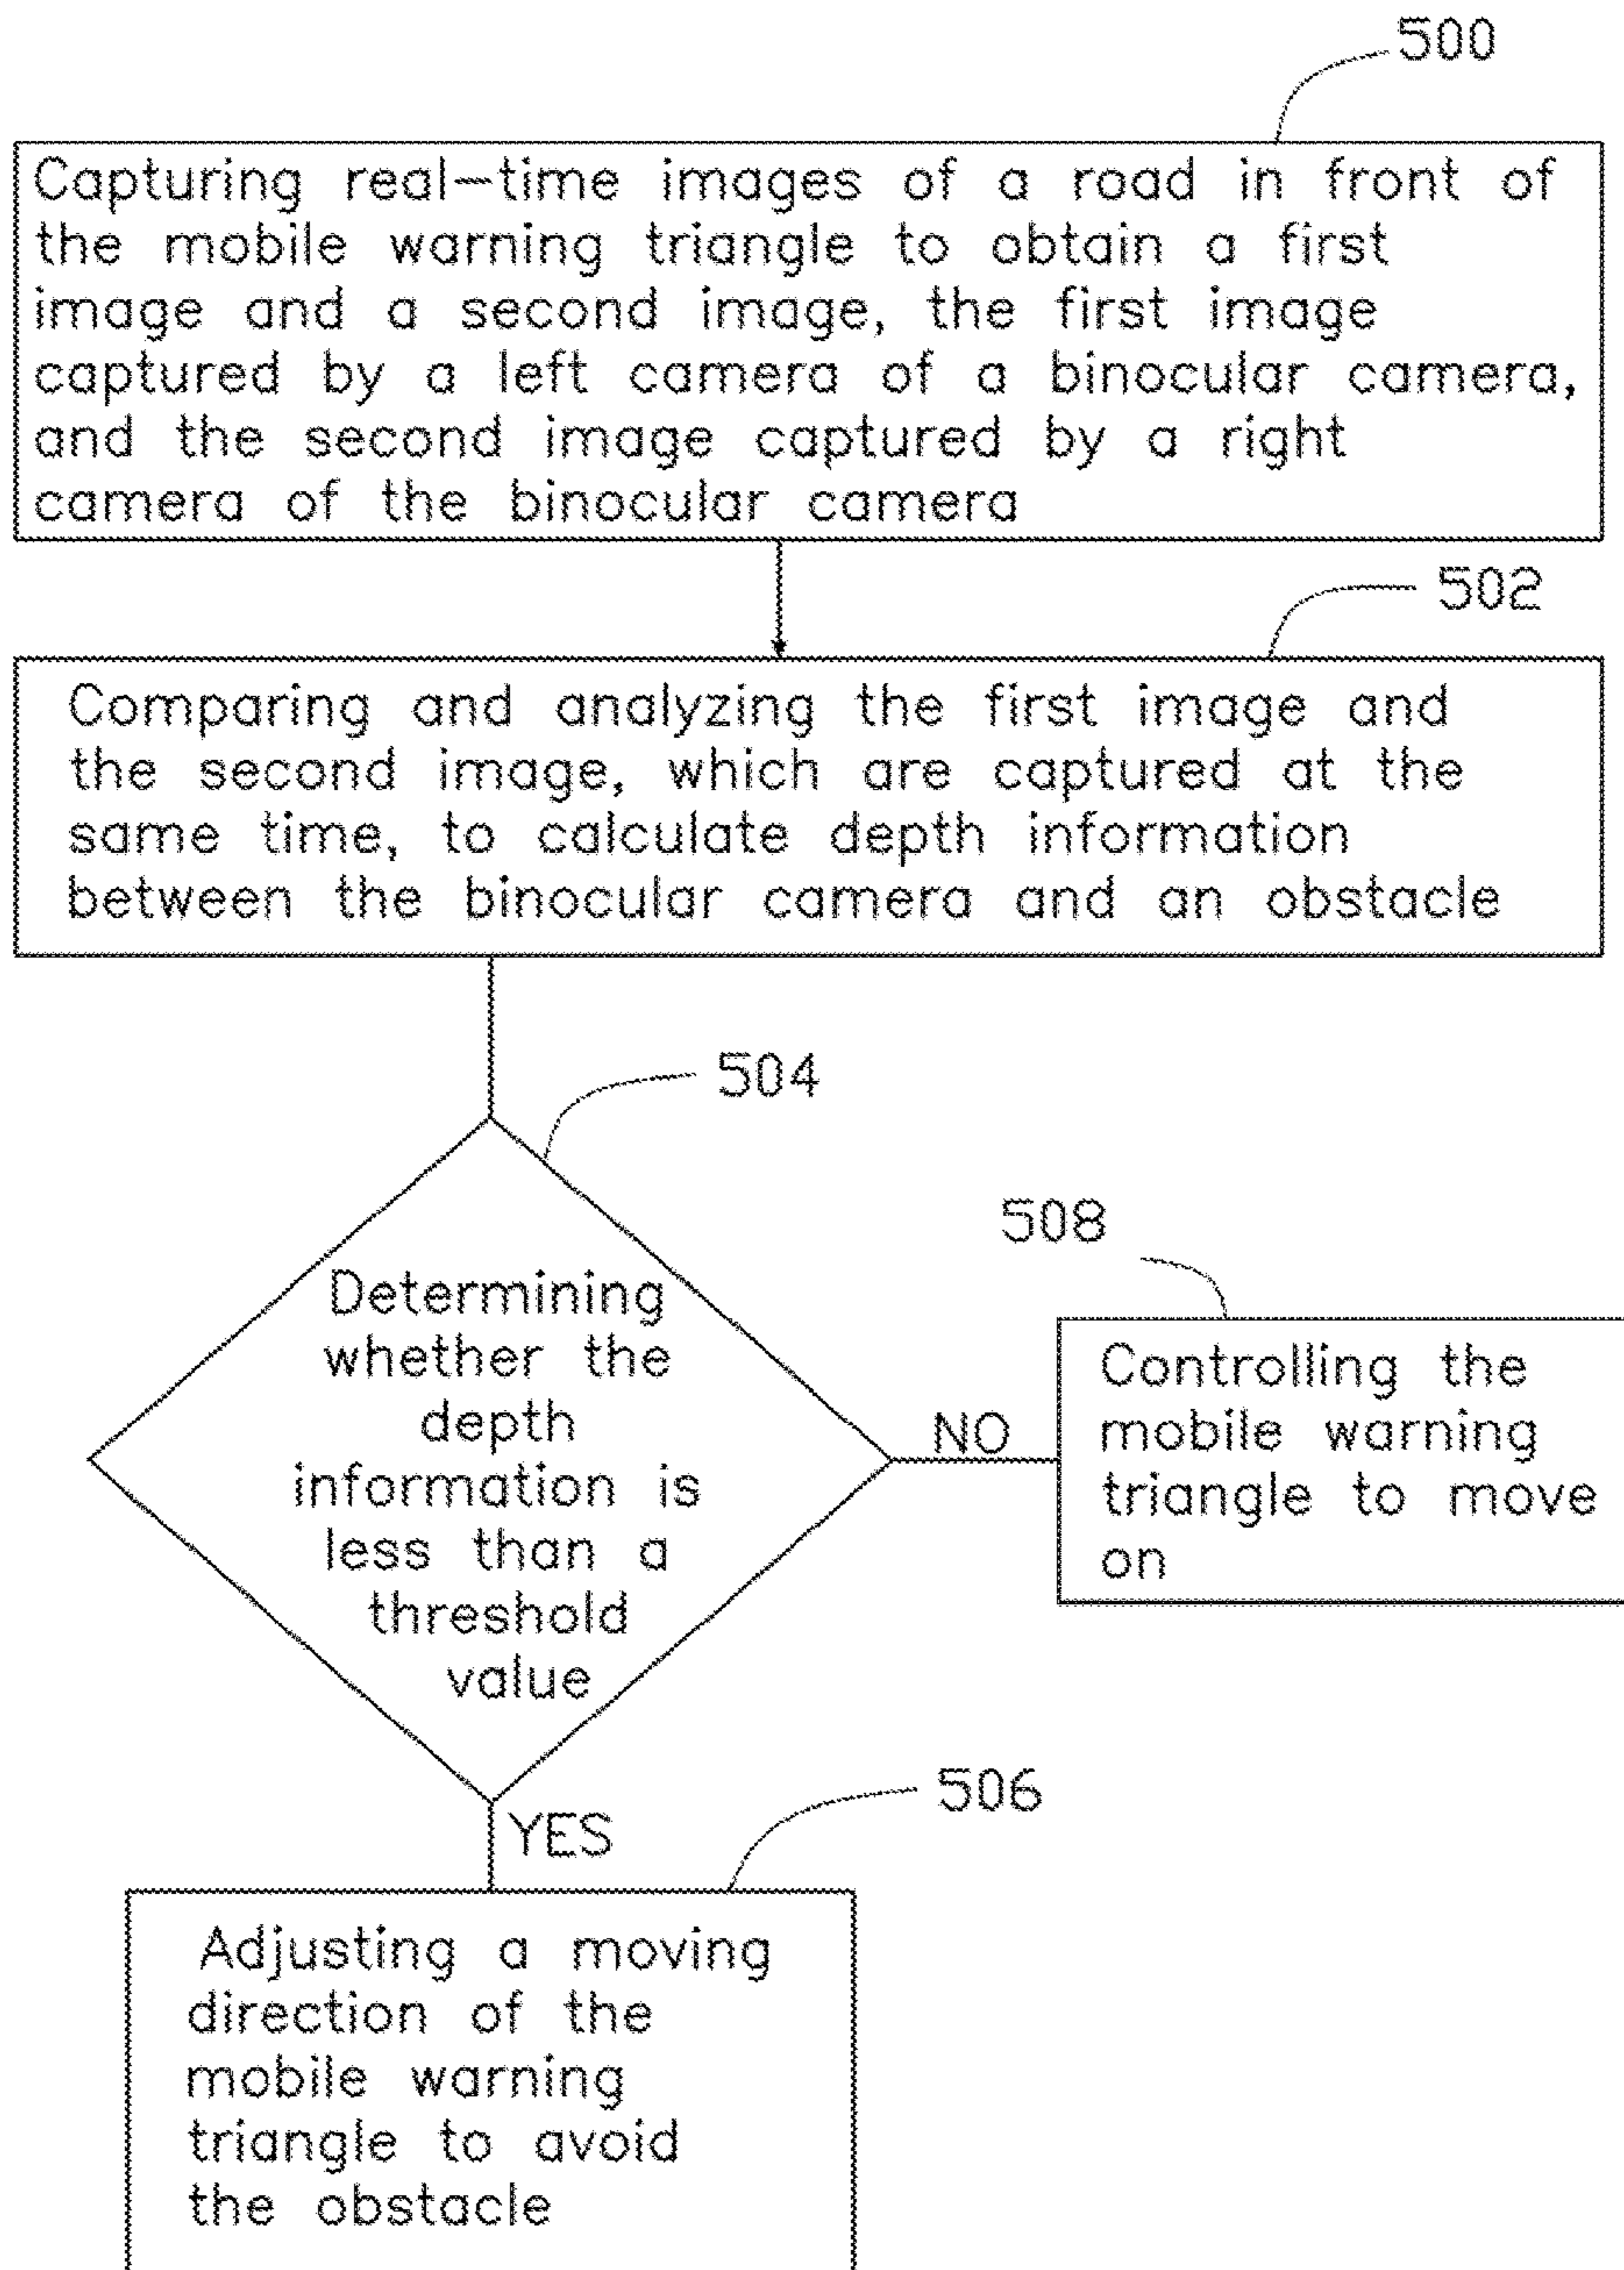 500
Capturing real-time images of a road in front of
the mobile warning triangle to obtain a first
image and a second image, the first image
captured by a left camera of a binocular camera,
and the second image captured by a right
camera of the binocular camera
502
Comparing and analyzing the first image and
the second image, which are captured at the
same time, to calculate depth information
between the binocular camera and an obstacle
504
Determining
whether the
depth
information is
less than a
threshold
value
NO
508
Controlling the
mobile warning
triangle to move
on
YES
506
Adjusting a moving
direction of the
mobile warning
triangle to avoid
the obstacle